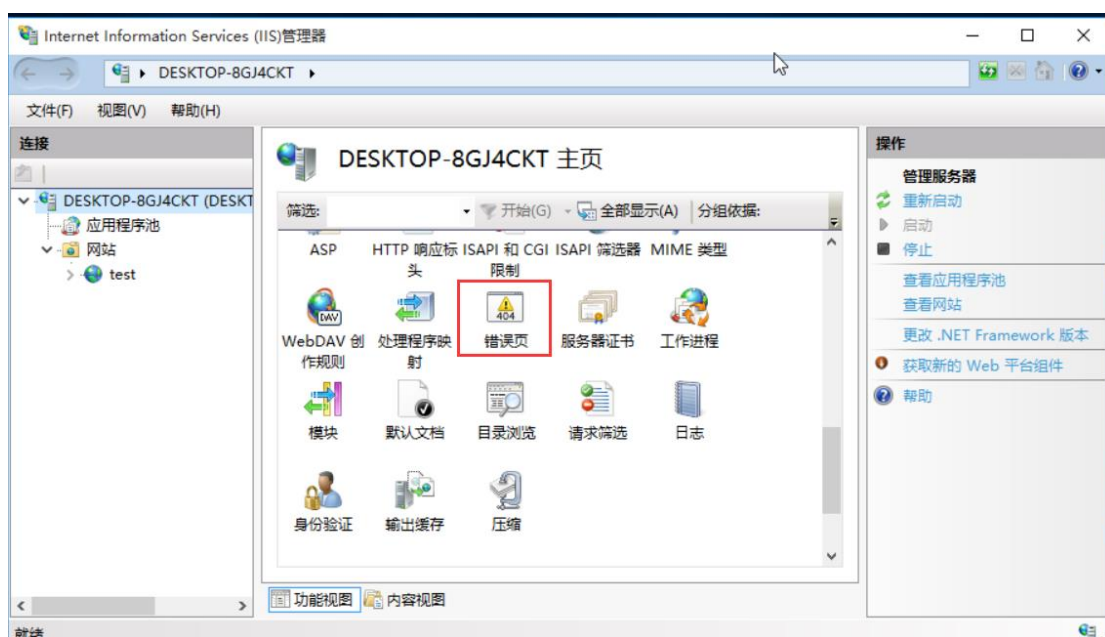 Internet Information Services (IIS)管理器
DESKTOP-8GJ4CKT
文件(F) 视图(V) 帮助(H)
连接
DESKTOP-8GJ4CKT (DESKT
应用程序池
网站
test
DESKTOP-8GJ4CKT 主页
筛选: 开始(G) 全部显示(A) 分组依据:
ASP HTTP 响应标 ISAPI 和 CGI ISAPI 筛选器 MIME 类型
头 限制
DAV 404
WebDAV 创 处理程序映 错误页 服务器证书 工作进程
作规则 射
模块 默认文档 目录浏览 请求筛选 日志
身份验证 输出缓存 压缩
功能视图 内容视图
操作
管理服务器
重新启动
启动
停止
查看应用程序池
查看网站
更改 .NET Framework 版本
获取新的 Web 平台组件
帮助
就绪